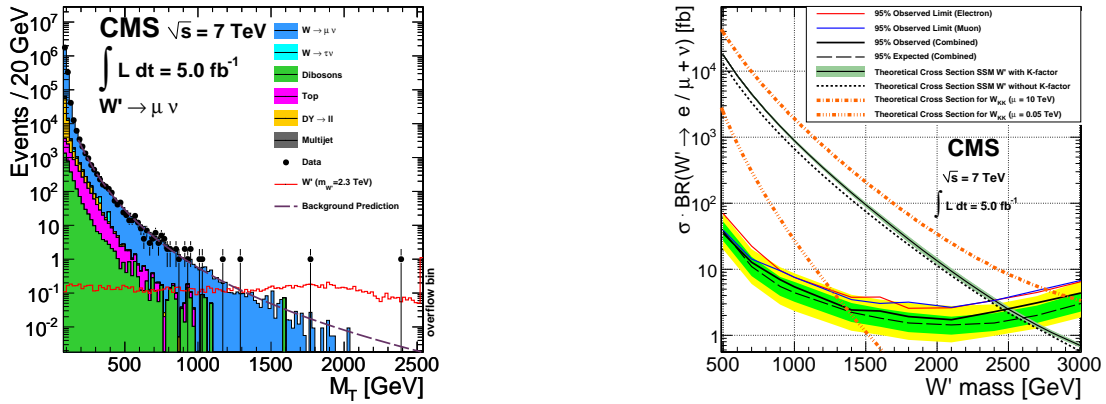 CMS √s = 7 TeV
∫ L dt = 5.0 fb⁻¹
W' → μ ν
W → μ ν
W → τν
Dibosons
Top
DY → ll
Multijet
Data
W' (m_W'=2.3 TeV)
Background Prediction
Events / 20 GeV
10⁷
10⁶
10⁵
10⁴
10³
10²
10
1
10⁻¹
10⁻²
500 1000 1500 2000 2500
M_T [GeV]
overflow bin
95% Observed Limit (Electron)
95% Observed Limit (Muon)
95% Observed (Combined)
95% Expected (Combined)
Theoretical Cross Section SSM W' with K-factor
Theoretical Cross Section SSM W' without K-factor
Theoretical Cross Section for W_KK (μ = 10 TeV)
Theoretical Cross Section for W_KK (μ = 0.05 TeV)
CMS
√s = 7 TeV
∫ L dt = 5.0 fb⁻¹
σ · BR(W' → e / μ + ν) [fb]
10⁴
10³
10²
10
1
500 1000 1500 2000 2500 3000
W' mass [GeV]